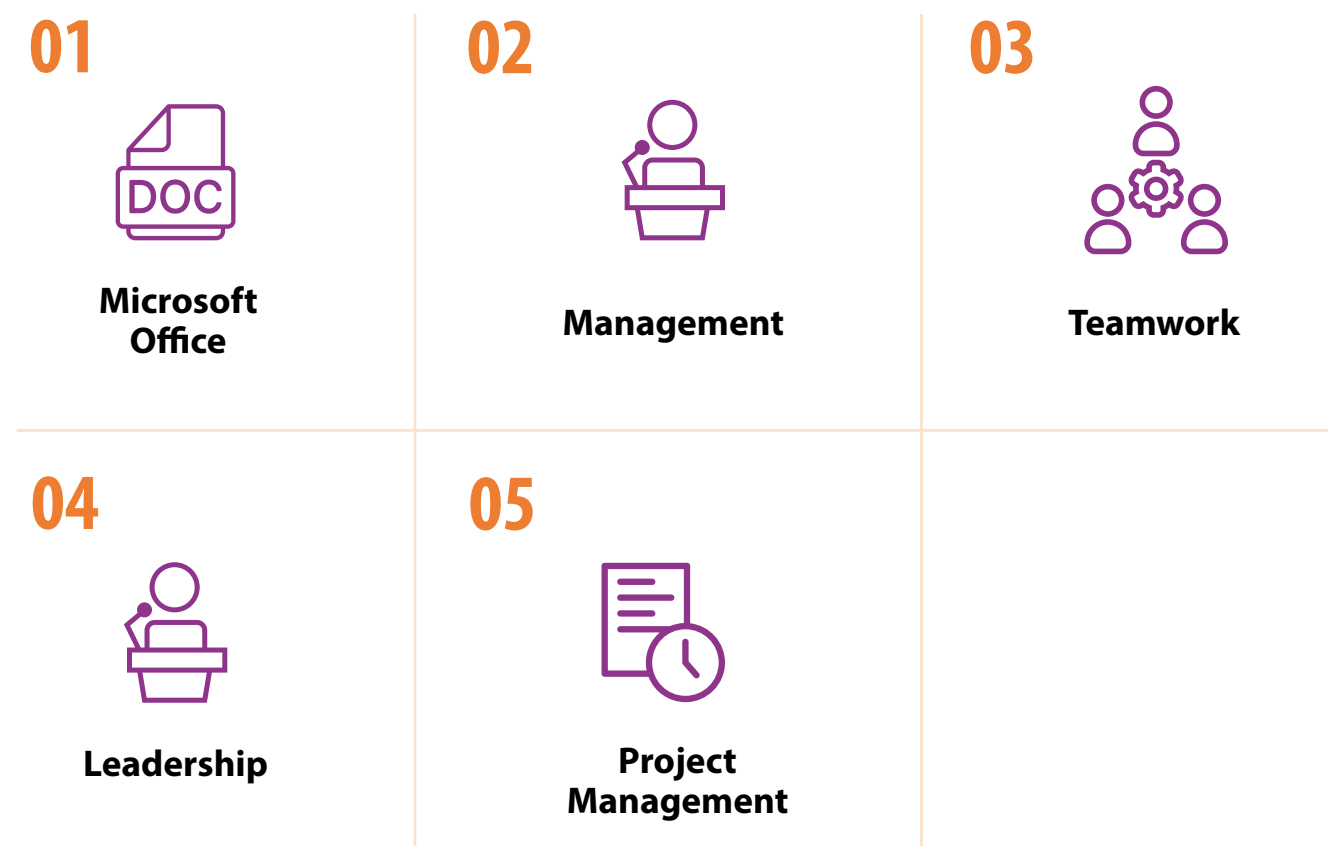 01
02
03
DOC
Microsoft
Office
Management
Teamwork
04
05
Leadership
Project
Management